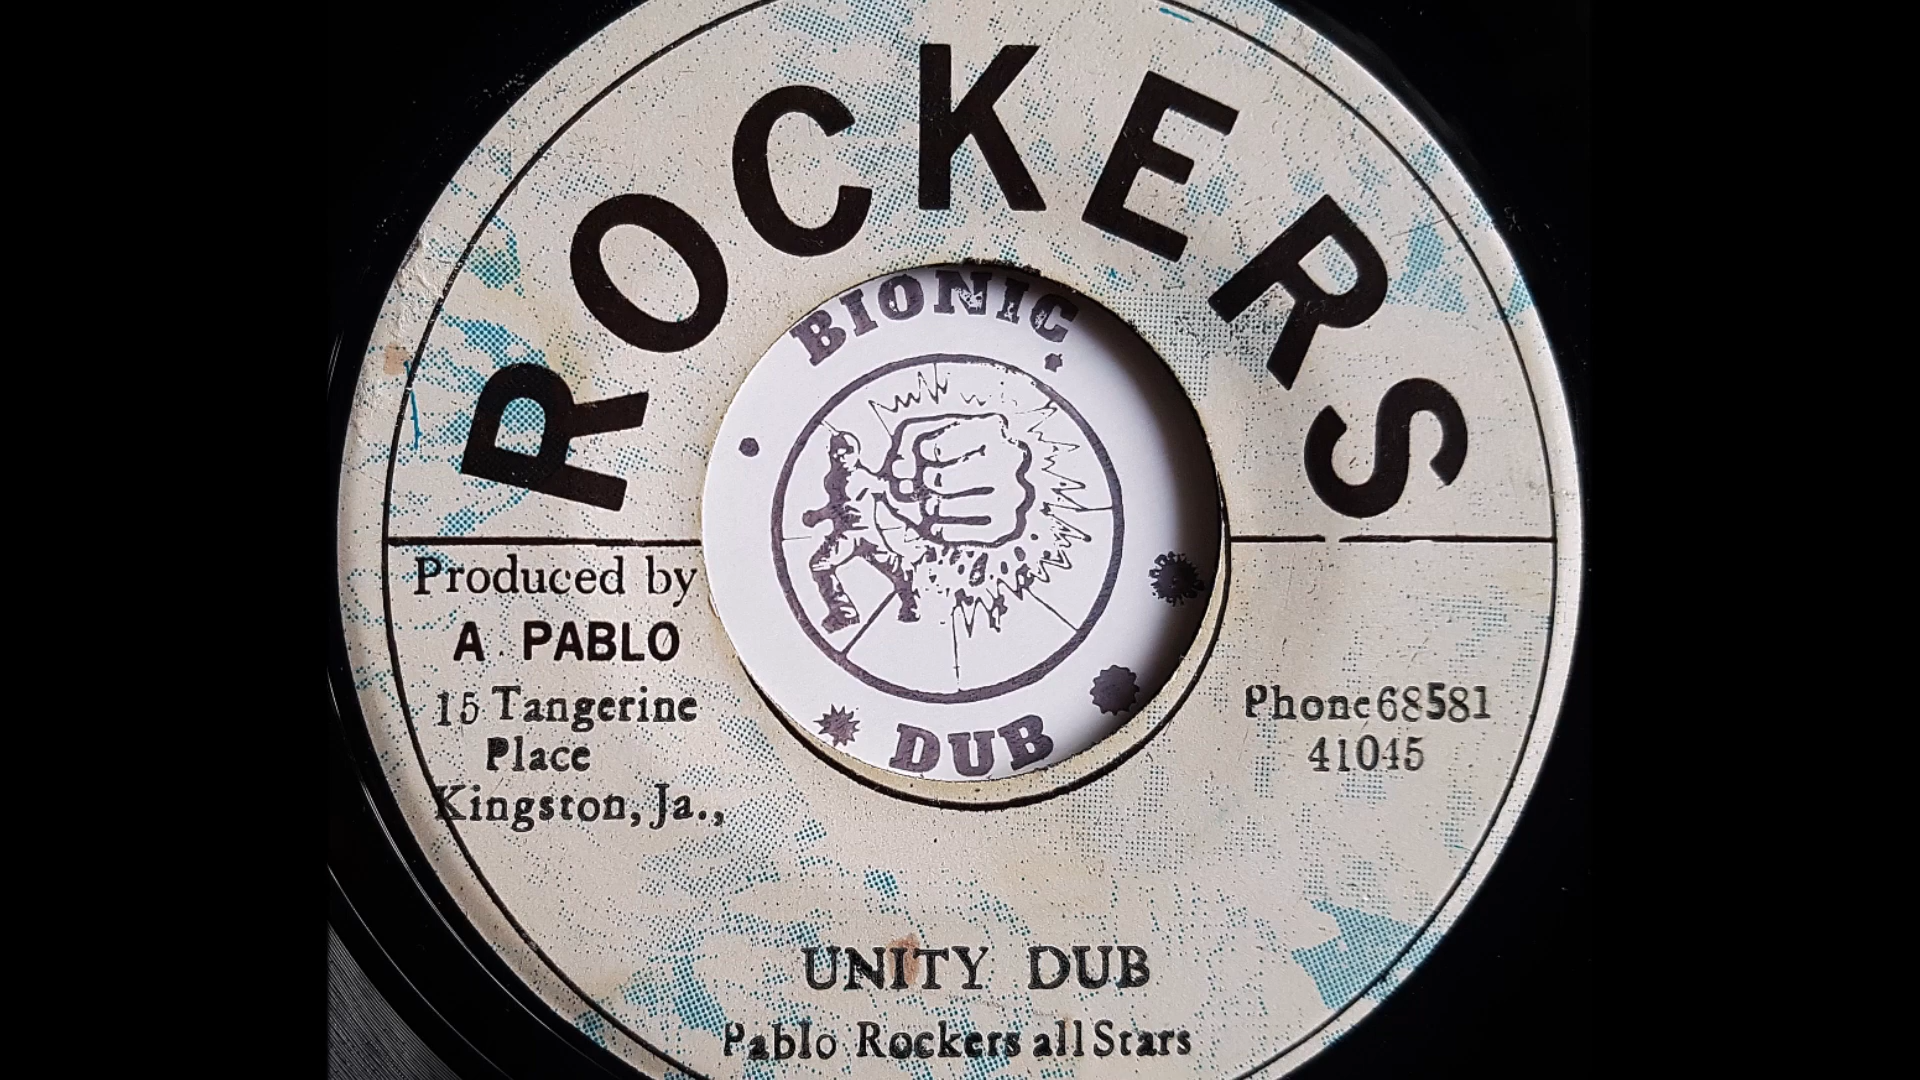 ROCKERS
BIONIC
DUB
Produced by
A. PABLO
15 Tangerine
Place
Kingston, Ja.,
Phone 68581
41045
UNITY DUB
Pablo Rockers all Stars